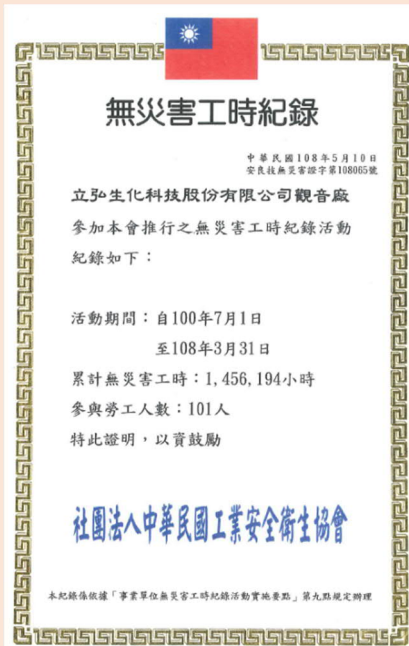 無災害工時紀錄
中華民國108年5月10日
安良技無災害證字第108065號
立弘生化科技股份有限公司觀音廠
參加本會推行之無災害工時紀錄活動
紀錄如下：
活動期間：自100年7月1日
至108年3月31日
累計無災害工時：1,456,194小時
參與勞工人數：101人
特此證明，以資鼓勵
社團法人中華民國工業安全衛生協會
本紀錄係依據「事業單位無災害工時紀錄活動實施要點」第九點規定辦理